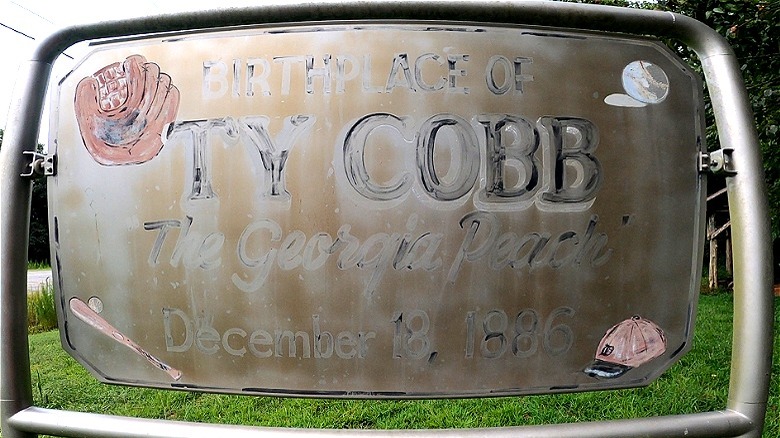 BIRTHPLACE OF
TY COBB
The Georgia Peach"
December 18, 1886